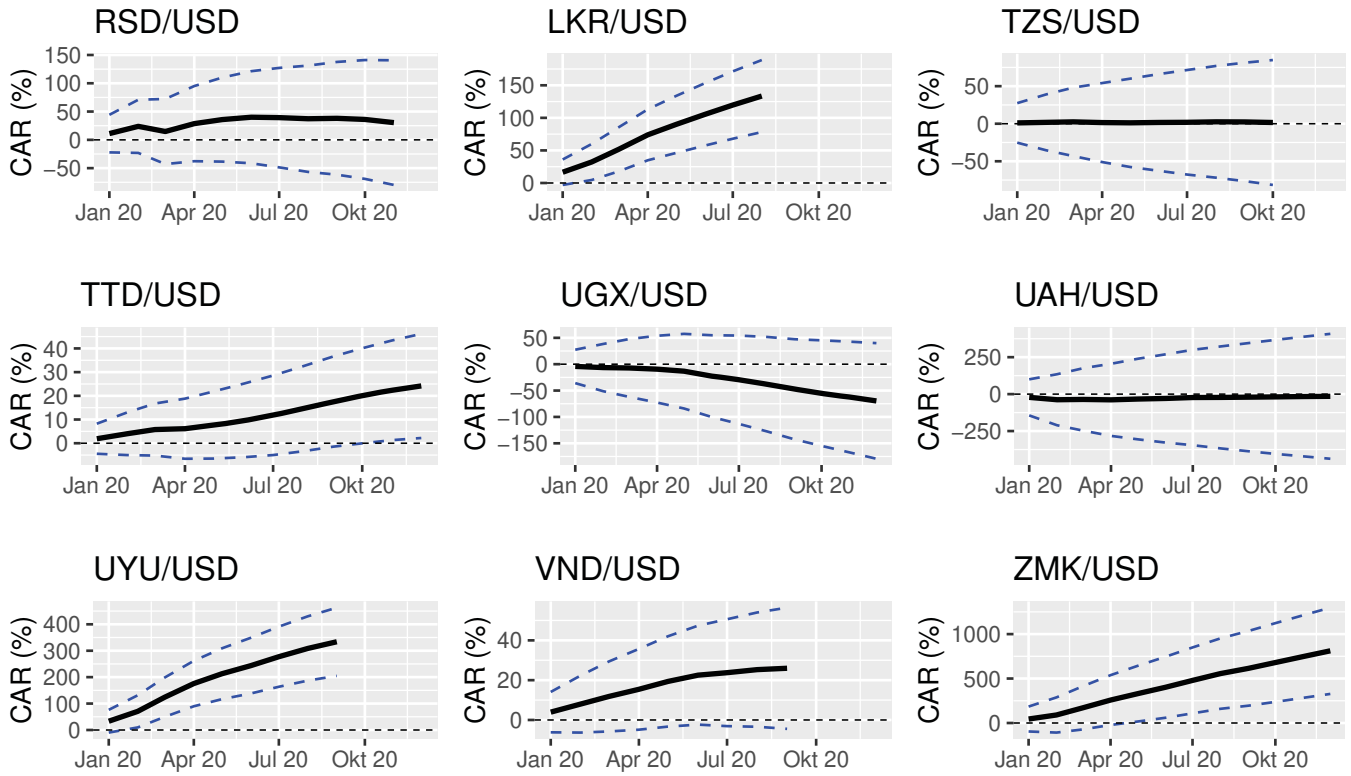 RSD/USD
CAR (%)
150
100
50
0
−50
Jan 20 Apr 20 Jul 20 Okt 20
LKR/USD
CAR (%)
150
100
50
0
Jan 20 Apr 20 Jul 20 Okt 20
TZS/USD
CAR (%)
50
0
−50
Jan 20 Apr 20 Jul 20 Okt 20
TTD/USD
CAR (%)
40
30
20
10
0
Jan 20 Apr 20 Jul 20 Okt 20
UGX/USD
CAR (%)
50
0
−50
−100
−150
Jan 20 Apr 20 Jul 20 Okt 20
UAH/USD
CAR (%)
250
0
−250
Jan 20 Apr 20 Jul 20 Okt 20
UYU/USD
CAR (%)
400
300
200
100
0
Jan 20 Apr 20 Jul 20 Okt 20
VND/USD
CAR (%)
40
20
0
Jan 20 Apr 20 Jul 20 Okt 20
ZMK/USD
CAR (%)
1000
500
0
Jan 20 Apr 20 Jul 20 Okt 20